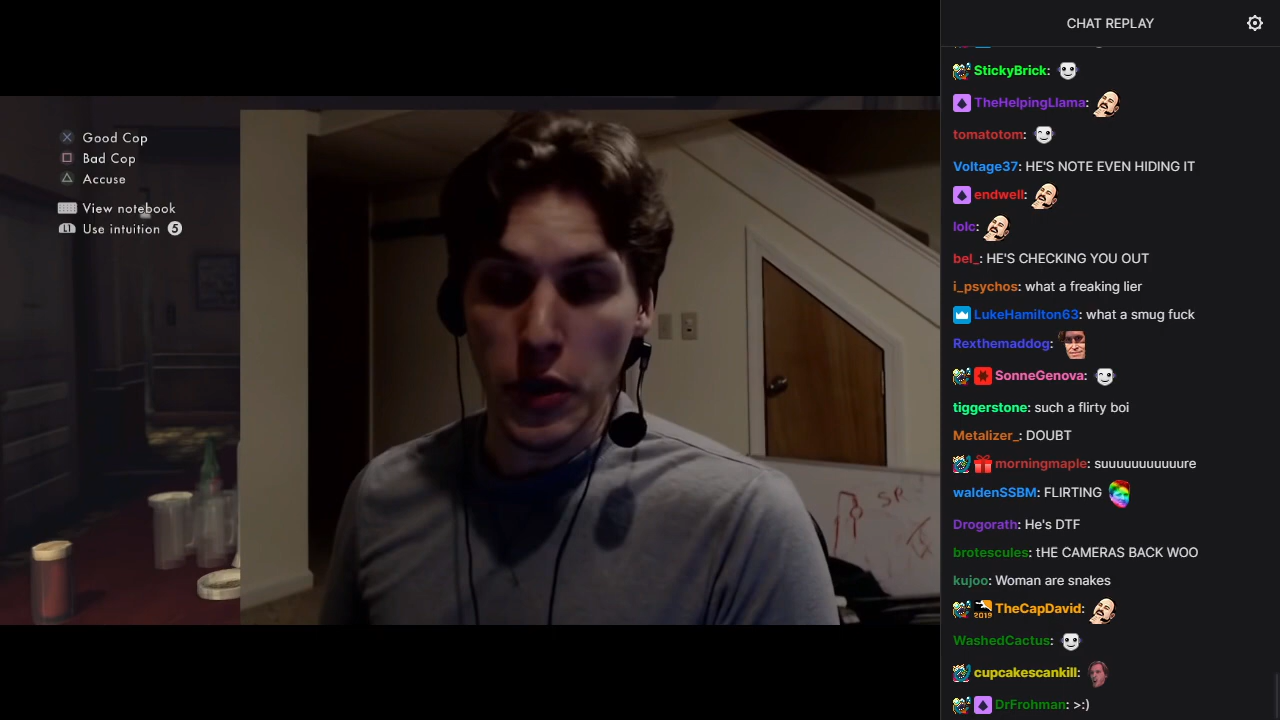 Good Cop
Bad Cop
Accuse
View notebook
L1 Use intuition 5
SP
CHAT REPLAY
StickyBrick:
TheHelpingLlama:
tomatotom:
Voltage37: HE'S NOTE EVEN HIDING IT
endwell:
lolc:
bel_: HE'S CHECKING YOU OUT
i_psychos: what a freaking lier
LukeHamilton63: what a smug fuck
Rexthemaddog:
SonneGenova:
tiggerstone: such a flirty boi
Metalizer_: DOUBT
morningmaple: suuuuuuuuuuure
waldenSSBM: FLIRTING
Drogorath: He's DTF
brotescules: tHE CAMERAS BACK WOO
kujoo: Woman are snakes
2019 TheCapDavid:
WashedCactus:
cupcakescankill:
DrFrohman: >:)